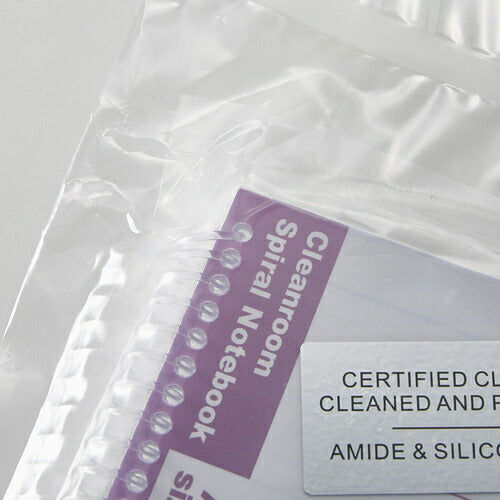 Cleanroom
Spiral Notebook
CERTIFIED CL
CLEANED AND P
AMIDE & SILICO